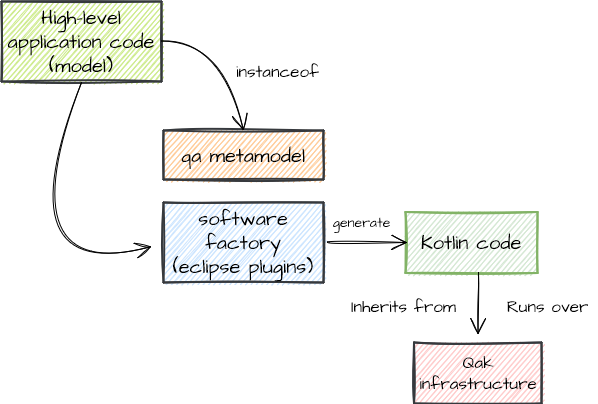 High-level
application code
(model)
instanceof
qa metamodel
software
factory
(eclipse plugins)
generate
Kotlin code
Inherits from
Runs over
Qak
infrastructure